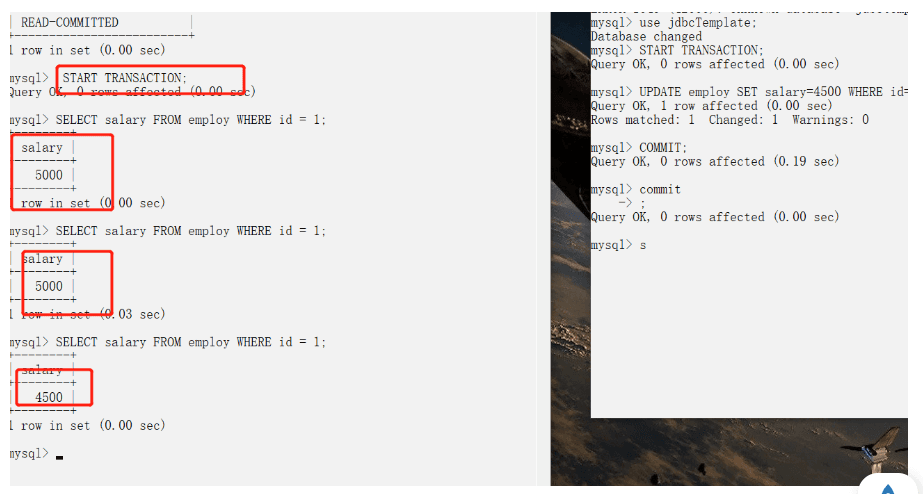 READ-COMMITTED |
+------------------------+
1 row in set (0.00 sec)
mysql> START TRANSACTION;
Query OK, 0 rows affected (0.00 sec)
mysql> SELECT salary FROM employ WHERE id = 1;
+--------+
| salary |
+--------+
| 5000 |
+--------+
row in set (0.00 sec)
mysql> SELECT salary FROM employ WHERE id = 1;
+--------+
| salary |
+--------+
| 5000 |
+--------+
1 row in set (0.03 sec)
mysql> SELECT salary FROM employ WHERE id = 1;
+--------+
| salary |
+--------+
| 4500 |
+--------+
1 row in set (0.00 sec)
mysql>
mysql> use jdbcTemplate;
Database changed
mysql> START TRANSACTION;
Query OK, 0 rows affected (0.00 sec)
mysql> UPDATE employ SET salary=4500 WHERE id=
Query OK, 1 row affected (0.00 sec)
Rows matched: 1 Changed: 1 Warnings: 0
mysql> COMMIT;
Query OK, 0 rows affected (0.19 sec)
mysql> commit
-> ;
Query OK, 0 rows affected (0.00 sec)
mysql> s